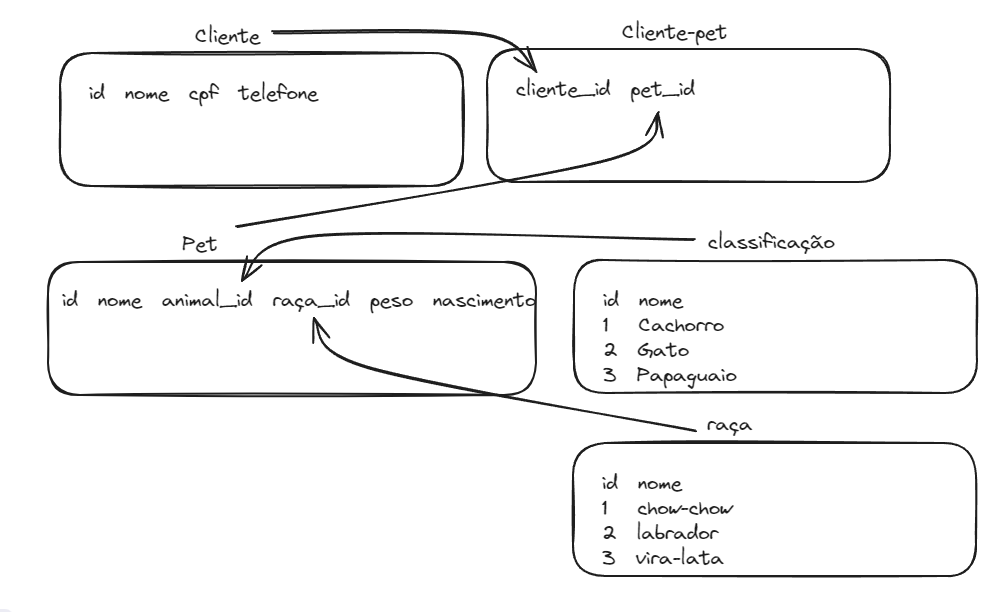 Cliente
id nome cpf telefone
Cliente-pet
cliente_id pet_id
Pet
id nome animal_id raça_id peso nascimento
classificação
id nome
1 Cachorro
2 Gato
3 Papaguaio
raça
id nome
1 chow-chow
2 labrador
3 vira-lata